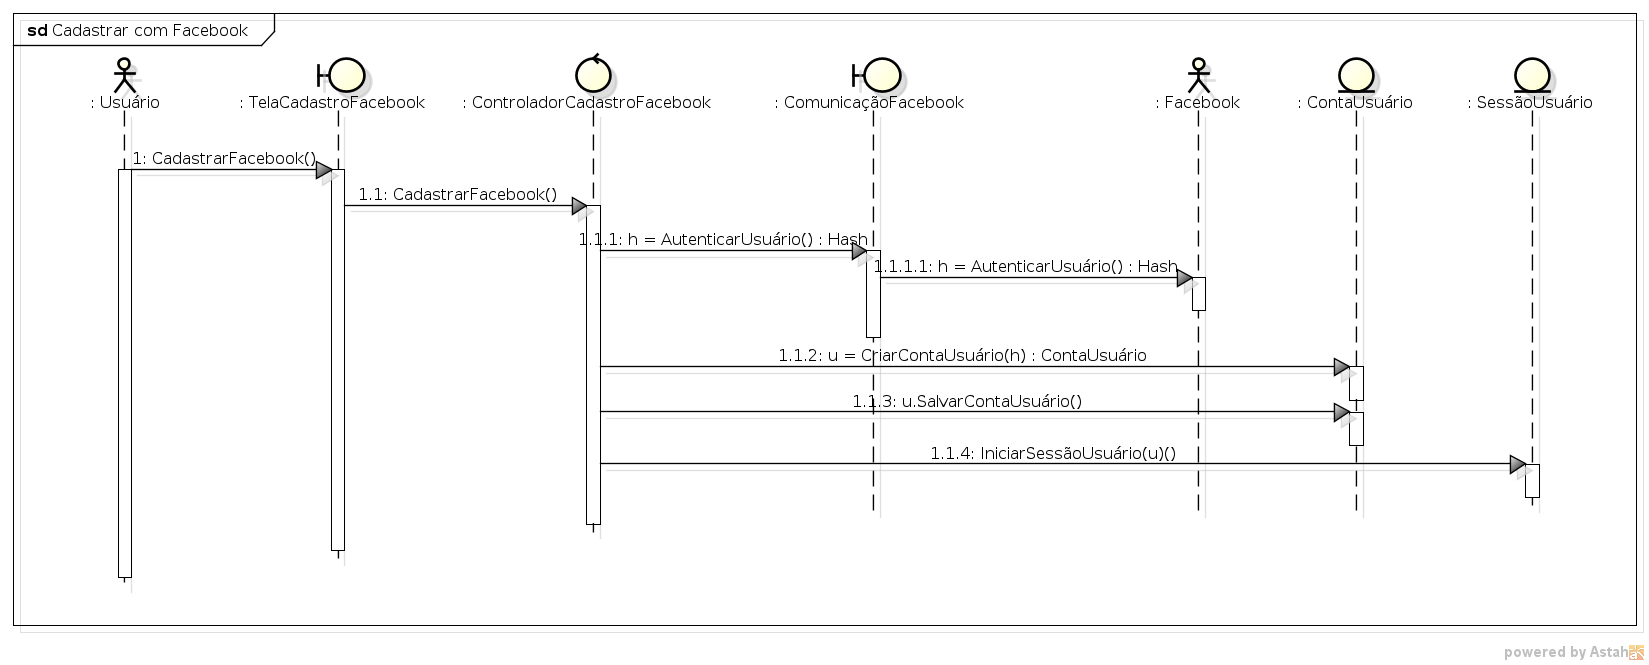 sd Cadastrar com Facebook
: Usuário
: TelaCadastroFacebook
: ControladorCadastroFacebook
: ComunicaçãoFacebook
: Facebook
: ContaUsuário
: SessãoUsuário
1: CadastrarFacebook()
1.1: CadastrarFacebook()
1.1.1: h = AutenticarUsuário() : Hash
1.1.1.1: h = AutenticarUsuário() : Hash
1.1.2: u = CriarContaUsuário(h) : ContaUsuário
1.1.3: u.SalvarContaUsuário()
1.1.4: IniciarSessãoUsuário(u)()
powered by Astah